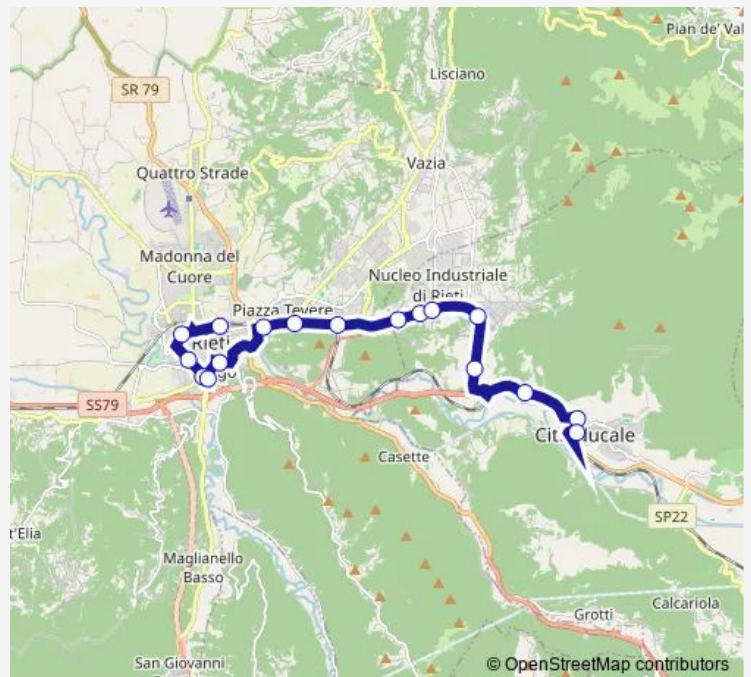 Pian de' Val
Lisciano
SR 79
Vazia
Quattro Strade
Madonna del
Cuore
Nucleo Industriale
di Rieti
Piazza Tevere
Rieti
SS79
Casette
SP22
t'Elia
Maglianello
Basso
Calcariola
Grotti
San Giovanni
© OpenStreetMap contributors